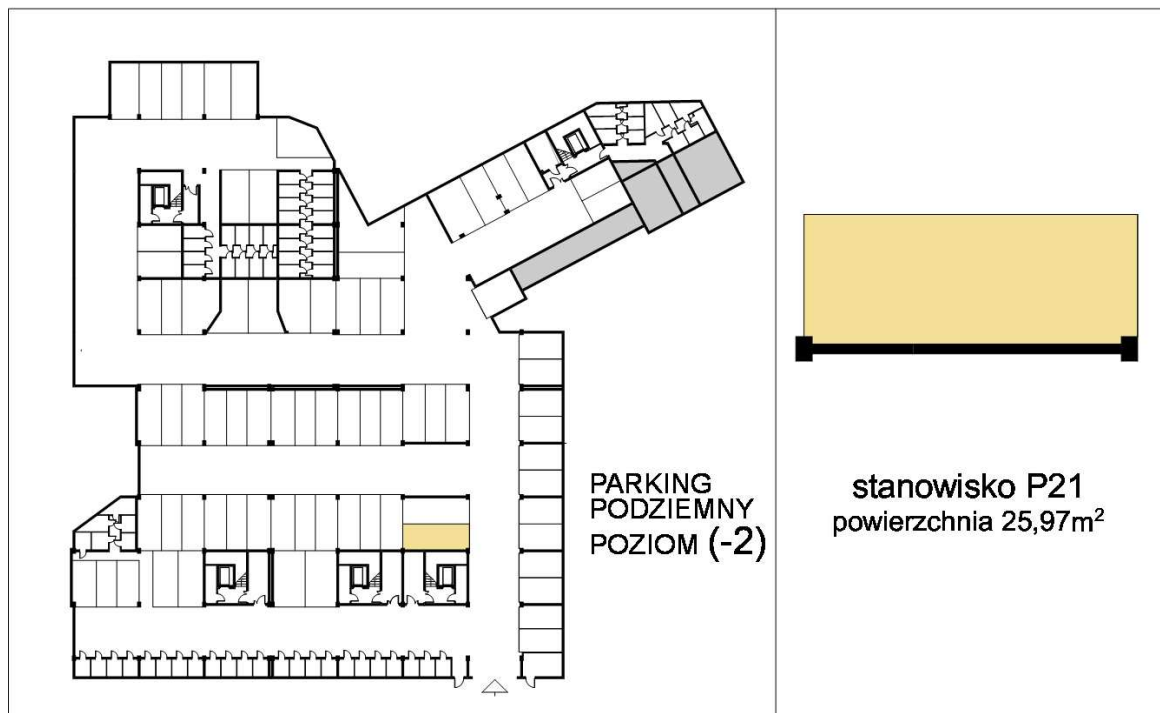 PARKING
PODZIEMNY
POZIOM (-2)
stanowisko P21
powierzchnia 25,97m²